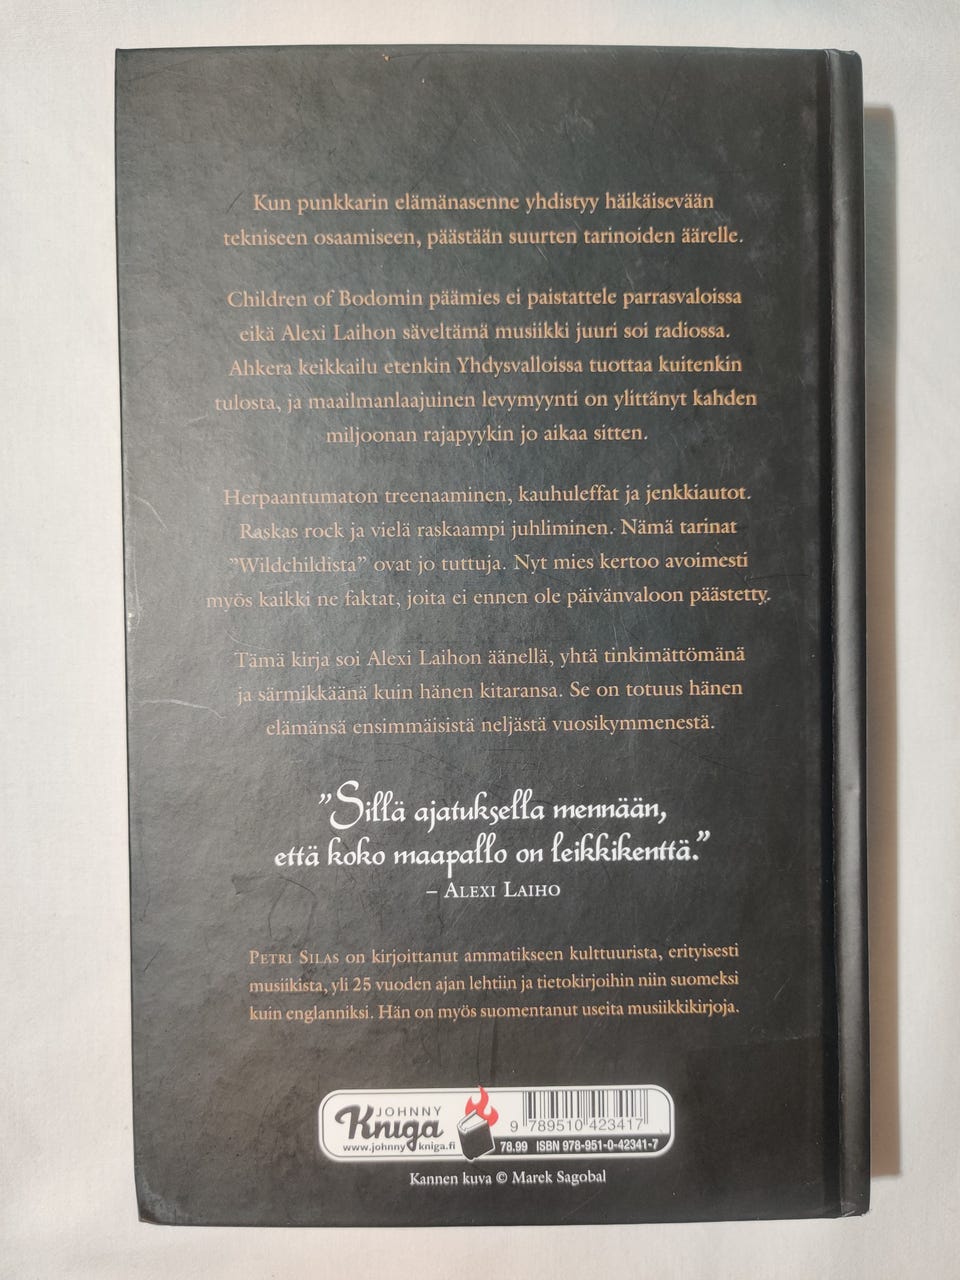 Kun punkkarin elämänasenne yhdistyy häikäisevään
tekniseen osaamiseen, päästään suurten tarinoiden äärelle.
Children of Bodomin päämies ei paistattele parrasvaloissa
eikä Alexi Laihon säveltämä musiikki juuri soi radiossa.
Ahkera keikkailu etenkin Yhdysvalloissa tuottaa kuitenkin
tulosta, ja maailmanlaajuinen levymyynti on ylittänyt kahden
miljoonan rajapyykin jo aikaa sitten.
Herpaantumaton treenaaminen, kauhuleffat ja jenkkiautot.
Raskas rock ja vielä raskaampi juhliminen. Nämä tarinat
”Wildchildista” ovat jo tuttuja. Nyt mies kertoo avoimesti
myös kaikki ne faktat, joita ei ennen ole päivänvaloon päästetty.
Tämä kirja soi Alexi Laihon äänellä, yhtä tinkimättömänä
ja särmikkäänä kuin hänen kitaransa. Se on totuus hänen
elämänsä ensimmäisistä neljästä vuosikymmenestä.
”Sillä ajatuksella mennään,
että koko maapallo on leikkikenttä.”
– Alexi Laiho
Petri Silas on kirjoittanut ammatikseen kulttuurista, erityisesti
musiikista, yli 25 vuoden ajan lehtiin ja tietokirjoihin niin suomeksi
kuin englanniksi. Hän on myös suomentanut useita musiikkikirjoja.
JOHNNY
Kniga
www.johnnykniga.fi
9 789510 423417
78.99 ISBN 978-951-0-42341-7
Kannen kuva © Marek Sagobal